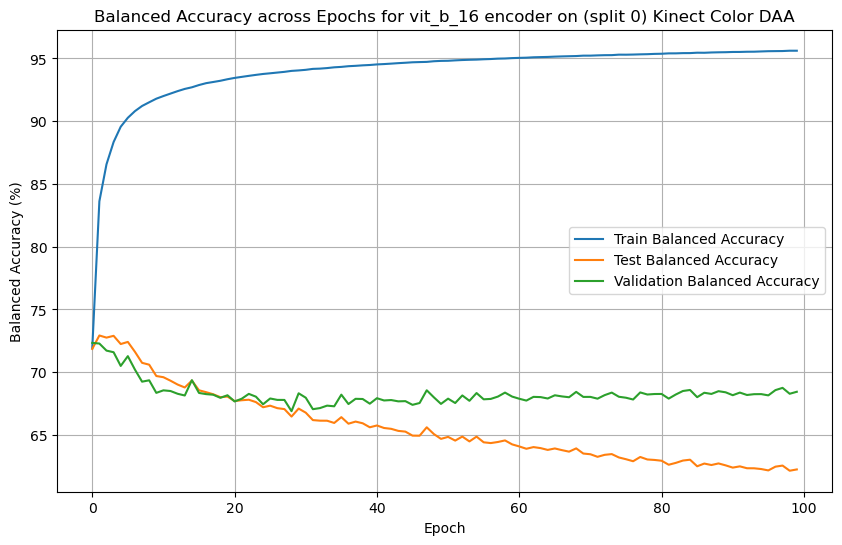 Balanced Accuracy across Epochs for vit_b_16 encoder on (split 0) Kinect Color DAA
Balanced Accuracy (%)
95
90
85
80
75
70
65
Train Balanced Accuracy
Test Balanced Accuracy
Validation Balanced Accuracy
0 20 40 60 80 100
Epoch